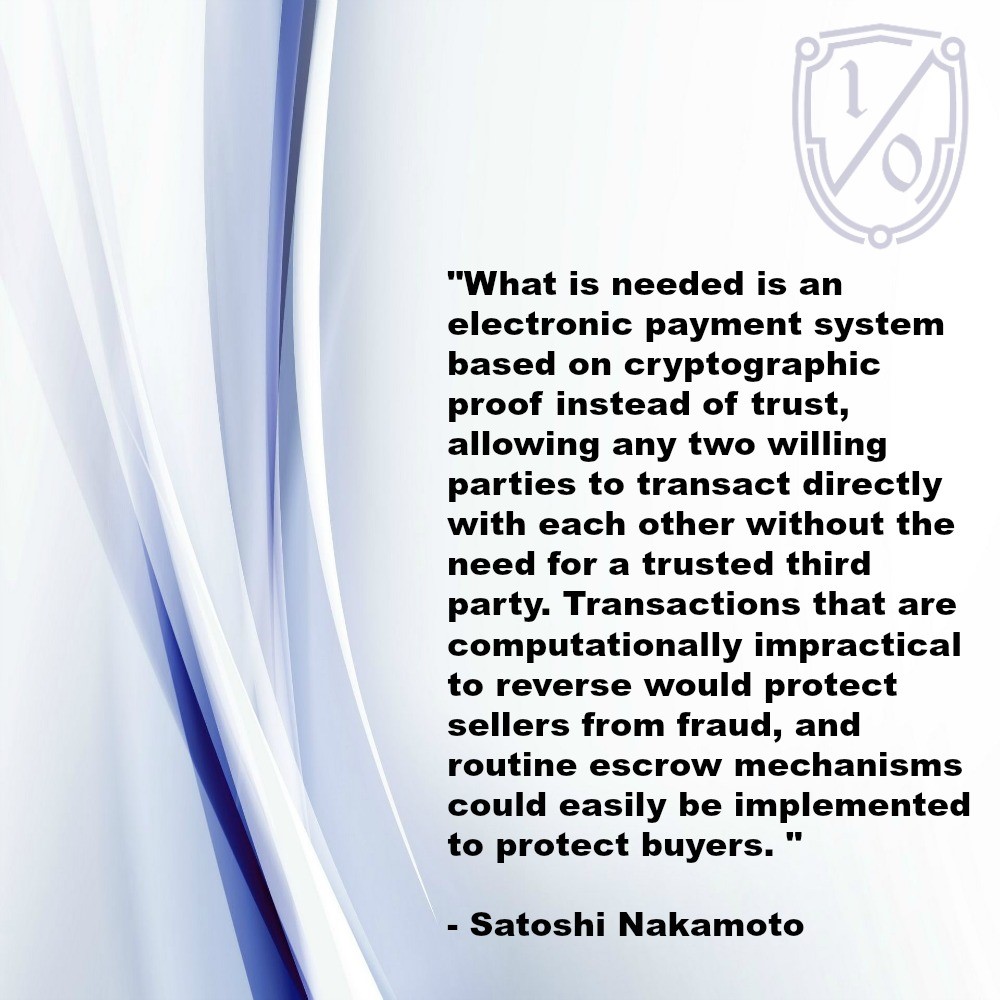 1/0
"What is needed is an
electronic payment system
based on cryptographic
proof instead of trust,
allowing any two willing
parties to transact directly
with each other without the
need for a trusted third
party. Transactions that are
computationally impractical
to reverse would protect
sellers from fraud, and
routine escrow mechanisms
could easily be implemented
to protect buyers. "
- Satoshi Nakamoto